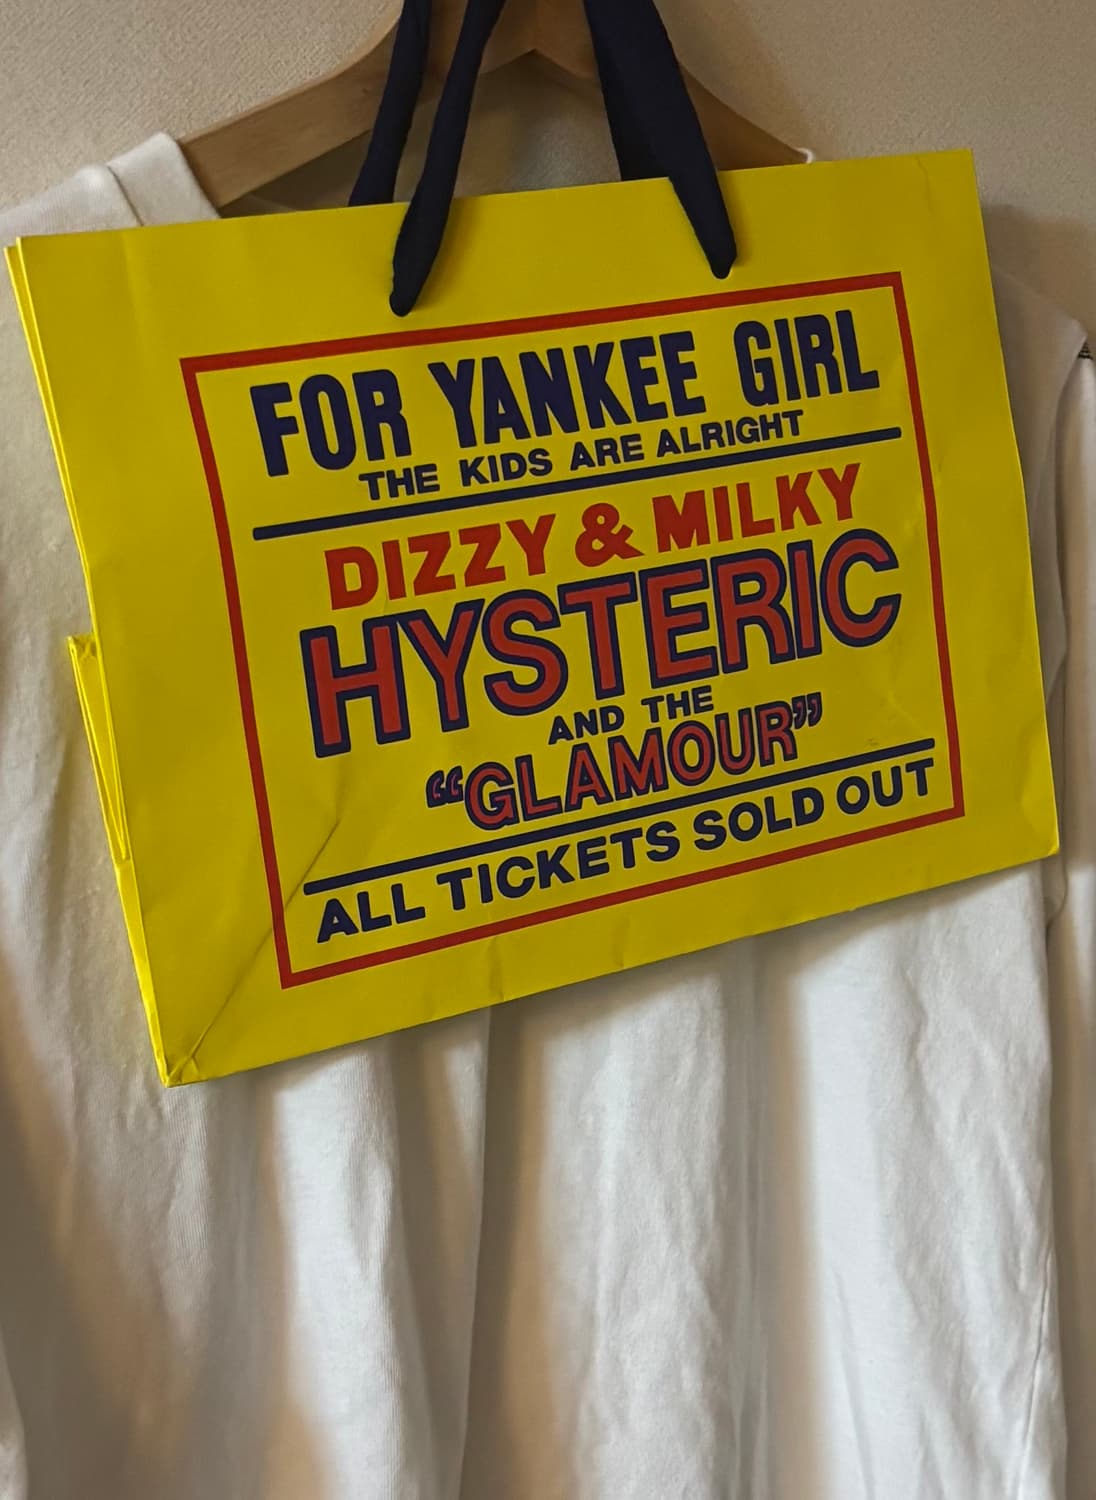 FOR YANKEE GIRL
THE KIDS ARE ALRIGHT
DIZZY & MILKY
HYSTERIC
AND THE
“GLAMOUR”
ALL TICKETS SOLD OUT